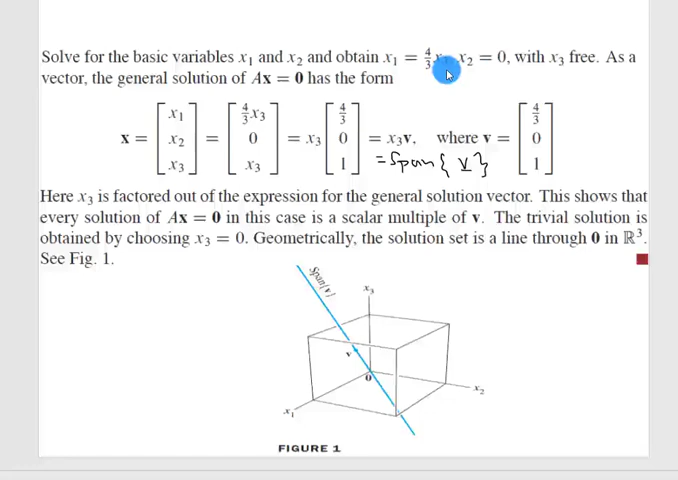 Solve for the basic variables x₁ and x₂ and obtain x₁ = 4/3 x₂ = 0, with x₃ free. As a
vector, the general solution of Ax = 0 has the form
x = [x₁ x₂ x₃] = [4/3 x₃ 0 x₃] = x₃ [4/3 0 1] = x₃v, where v = [4/3 0 1]
= Span{ v }
Here x₃ is factored out of the expression for the general solution vector. This shows that
every solution of Ax = 0 in this case is a scalar multiple of v. The trivial solution is
obtained by choosing x₃ = 0. Geometrically, the solution set is a line through 0 in ℝ³.
See Fig. 1.
Span{v}
x₃
v
0
x₂
x₁
FIGURE 1